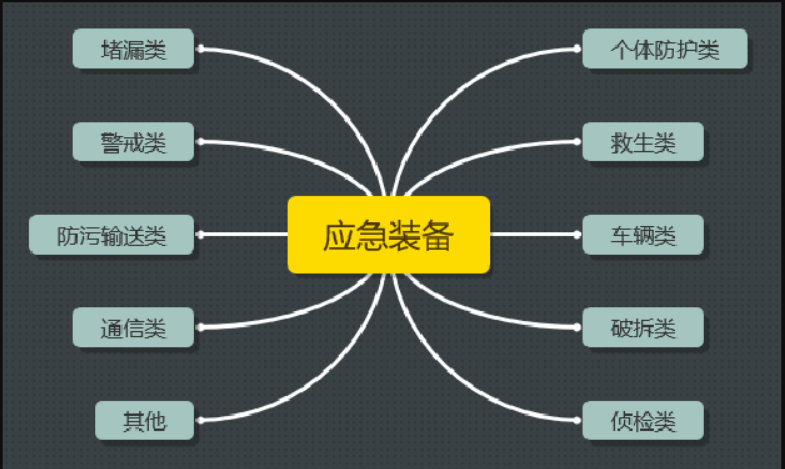 堵漏类
个体防护类
警戒类
救生类
应急装备
防污输送类
车辆类
通信类
破拆类
其他
侦检类